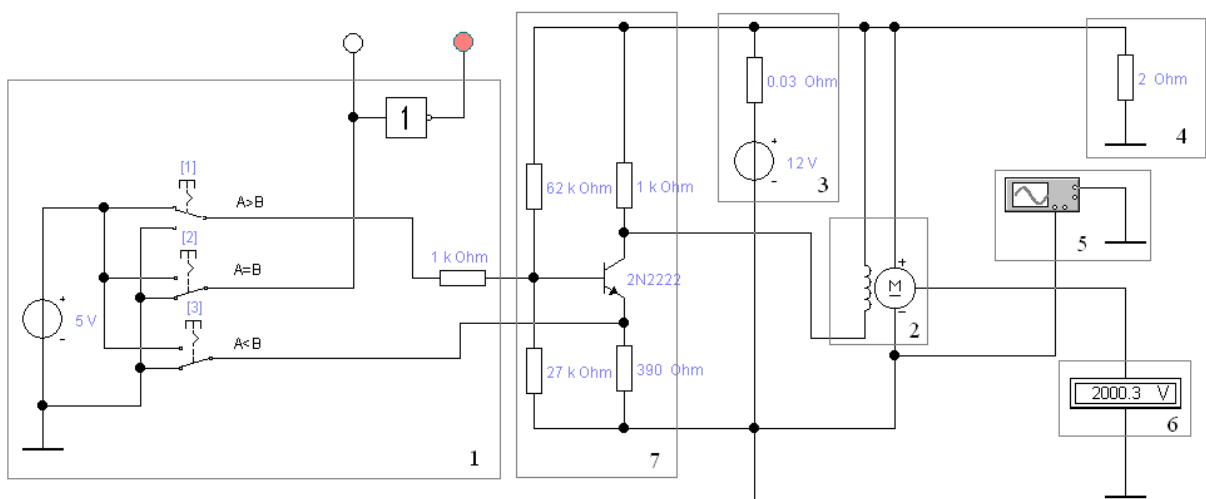 [1]
A>B
[2]
A=B
[3]
A<B
5 V
1
1
1 k Ohm
62 k Ohm
1 k Ohm
2N2222
27 k Ohm
390 Ohm
7
0.03 Ohm
+
12 V
-
3
2 Ohm
4
5
+
M
-
2
2000.3 V
6
+
-